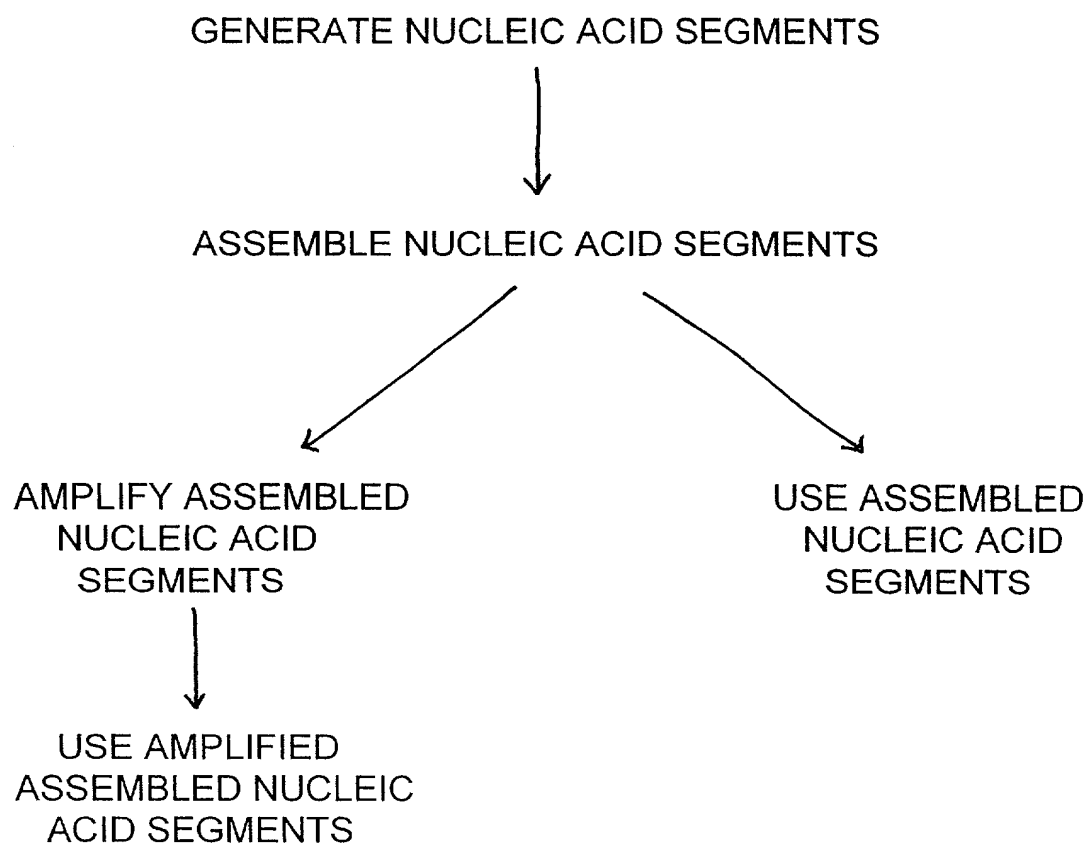 GENERATE NUCLEIC ACID SEGMENTS
ASSEMBLE NUCLEIC ACID SEGMENTS
AMPLIFY ASSEMBLED
NUCLEIC ACID
SEGMENTS
USE ASSEMBLED
NUCLEIC ACID
SEGMENTS
USE AMPLIFIED
ASSEMBLED NUCLEIC
ACID SEGMENTS